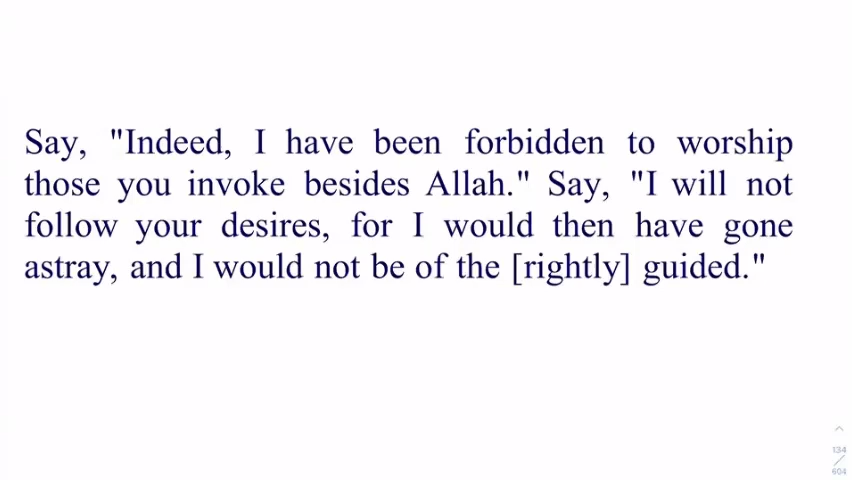 Say, "Indeed, I have been forbidden to worship
those you invoke besides Allah." Say, "I will not
follow your desires, for I would then have gone
astray, and I would not be of the [rightly] guided."
134
/
604